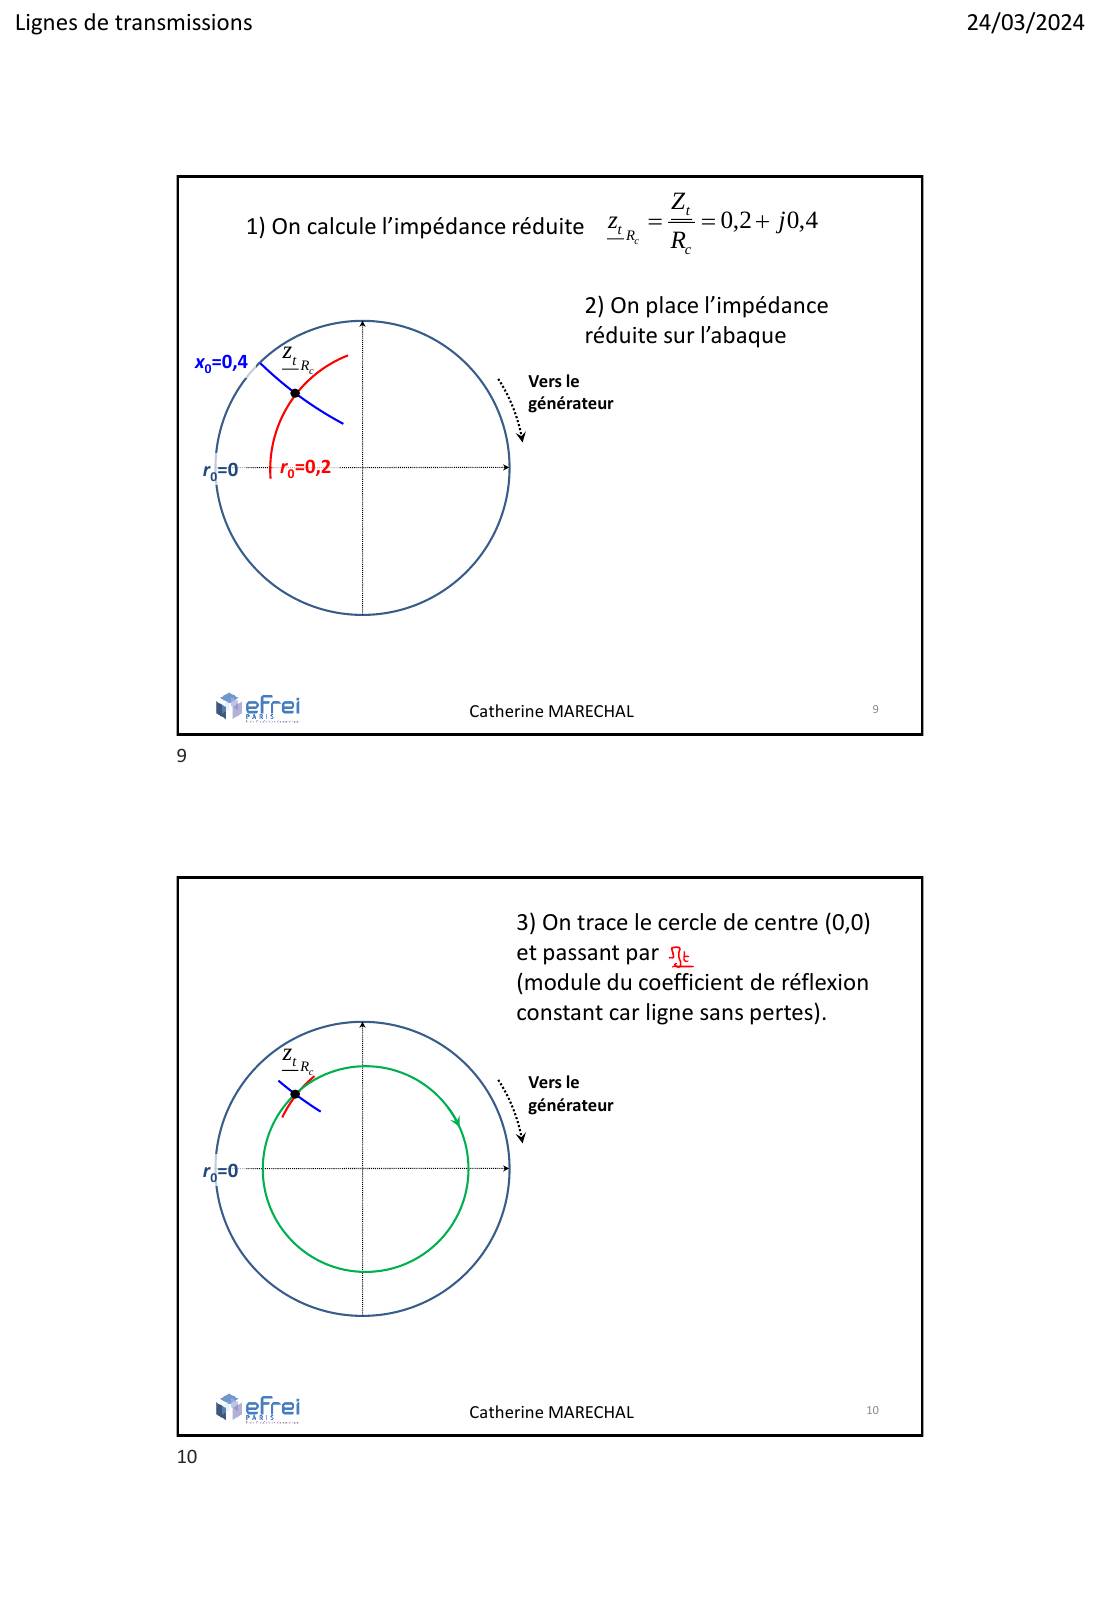 Lignes de transmissions
24/03/2024
1) On calcule l’impédance réduite z_t R_c = Z_t / R_c = 0,2 + j0,4
2) On place l’impédance
réduite sur l’abaque
x₀=0,4
z_t R_c
Vers le
générateur
r₀=0
r₀=0,2
efrei
PARIS
Catherine MARECHAL
9
9
3) On trace le cercle de centre (0,0)
et passant par
(module du coefficient de réflexion
constant car ligne sans pertes).
z_t R_c
Vers le
générateur
r₀=0
efrei
PARIS
Catherine MARECHAL
10
10